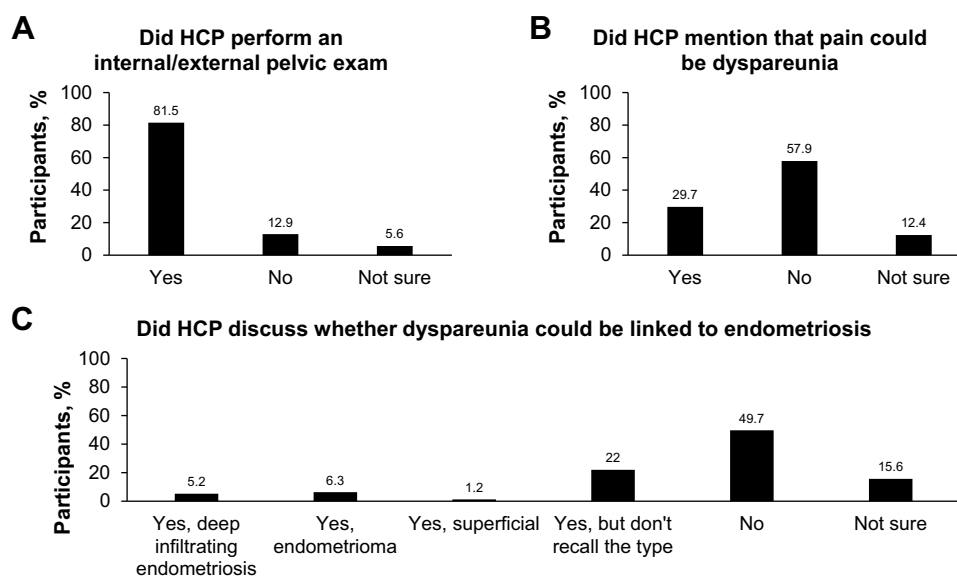 A
Did HCP perform an
internal/external pelvic exam
Participants, %
100
80
60
40
20
0
81.5
12.9
5.6
Yes
No
Not sure
B
Did HCP mention that pain could
be dyspareunia
Participants, %
100
80
60
40
20
0
29.7
57.9
12.4
Yes
No
Not sure
C
Did HCP discuss whether dyspareunia could be linked to endometriosis
Participants, %
100
80
60
40
20
0
5.2
6.3
1.2
22
49.7
15.6
Yes, deep
infiltrating
endometriosis
Yes,
endometrioma
Yes, superficial
Yes, but don't
recall the type
No
Not sure